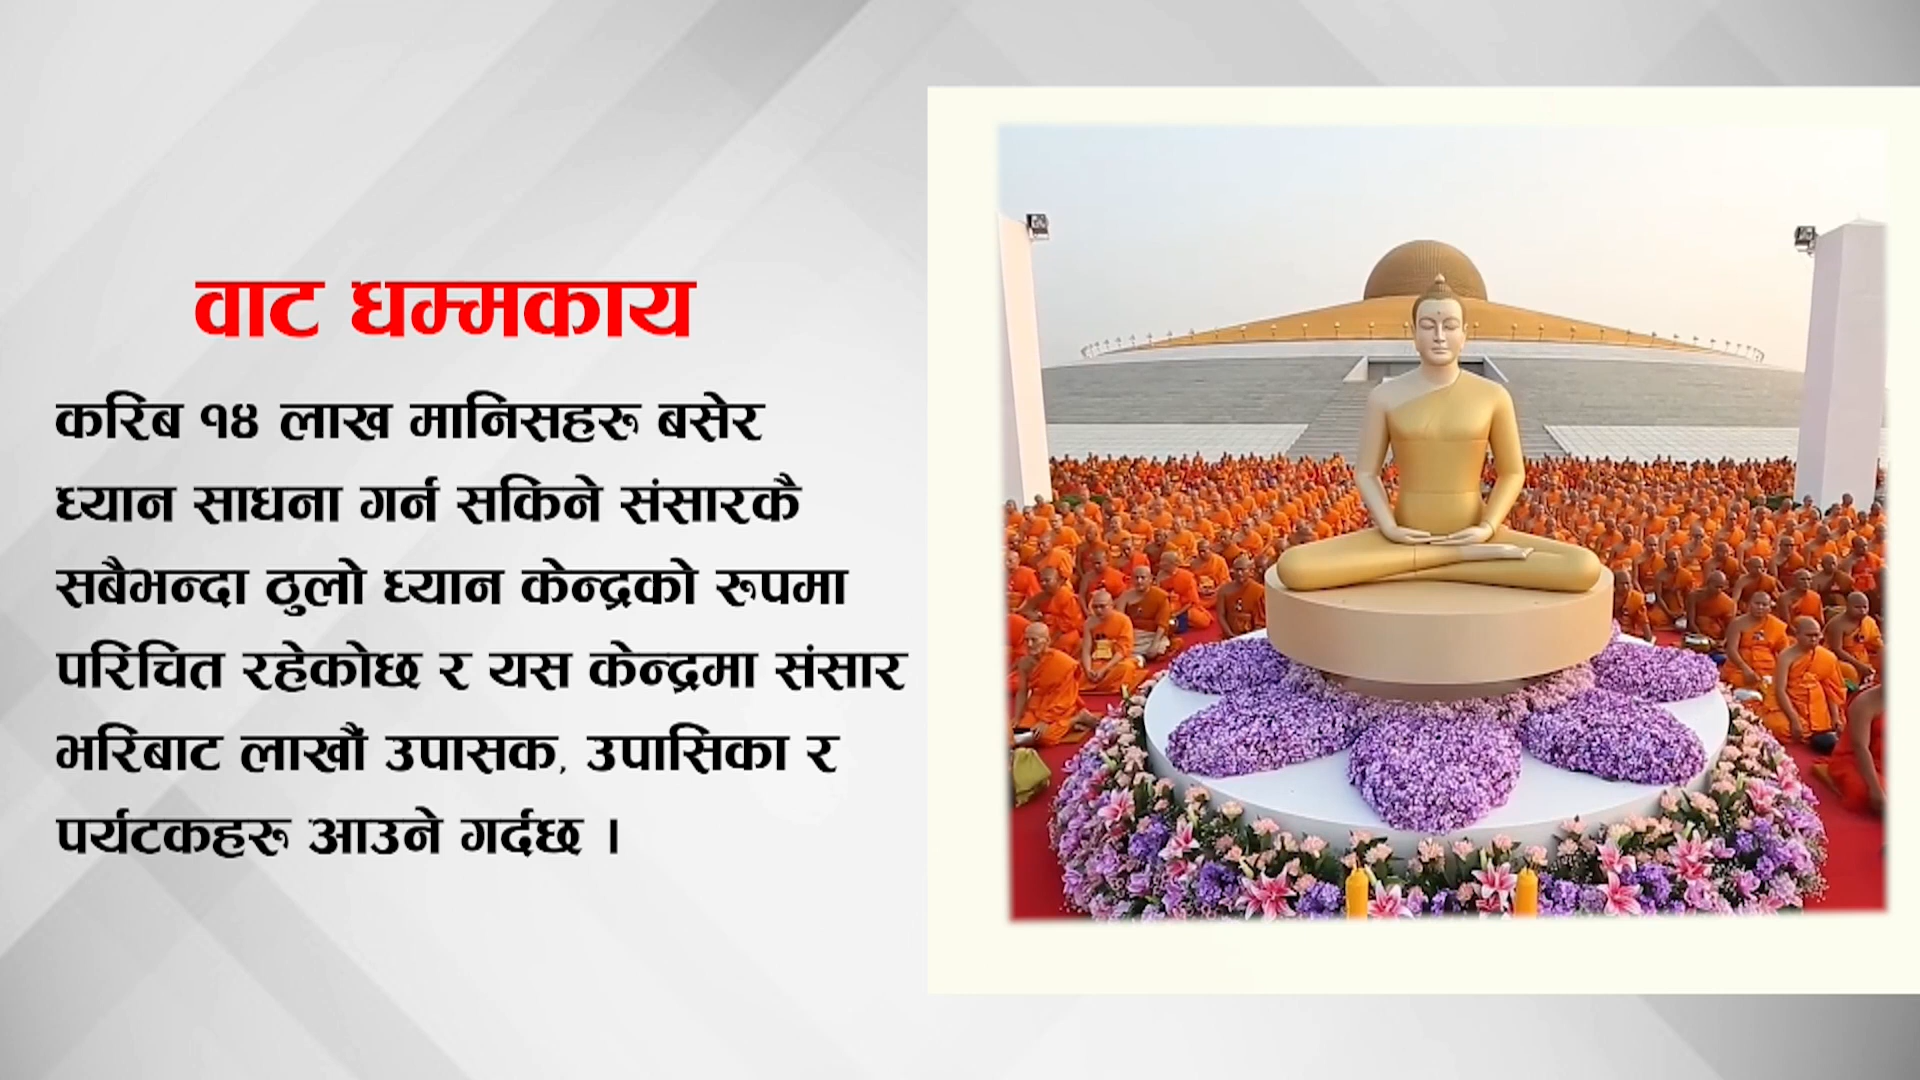 वाट धम्मकाय
करिब १४ लाख मानिसहरू बसेर
ध्यान साधना गर्न सकिने संसारकै
सबैभन्दा ठुलो ध्यान केन्द्रको रूपमा
परिचित रहेकोछ र यस केन्द्रमा संसार
भरिबाट लाखौं उपासक, उपासिका र
पर्यटकहरू आउने गर्दछ ।